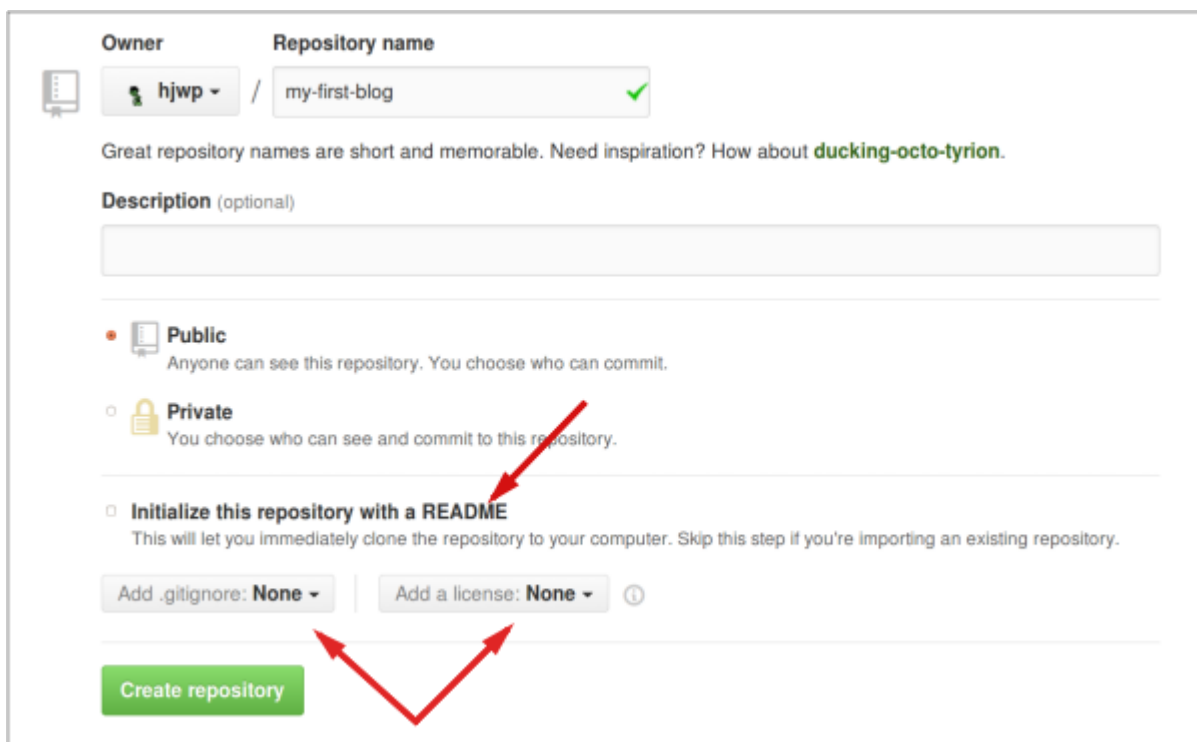 Owner Repository name
hjwp / my-first-blog
Great repository names are short and memorable. Need inspiration? How about ducking-octo-tyrion.
Description (optional)
Public
Anyone can see this repository. You choose who can commit.
Private
You choose who can see and commit to this repository.
Initialize this repository with a README
This will let you immediately clone the repository to your computer. Skip this step if you're importing an existing repository.
Add .gitignore: None Add a license: None
Create repository